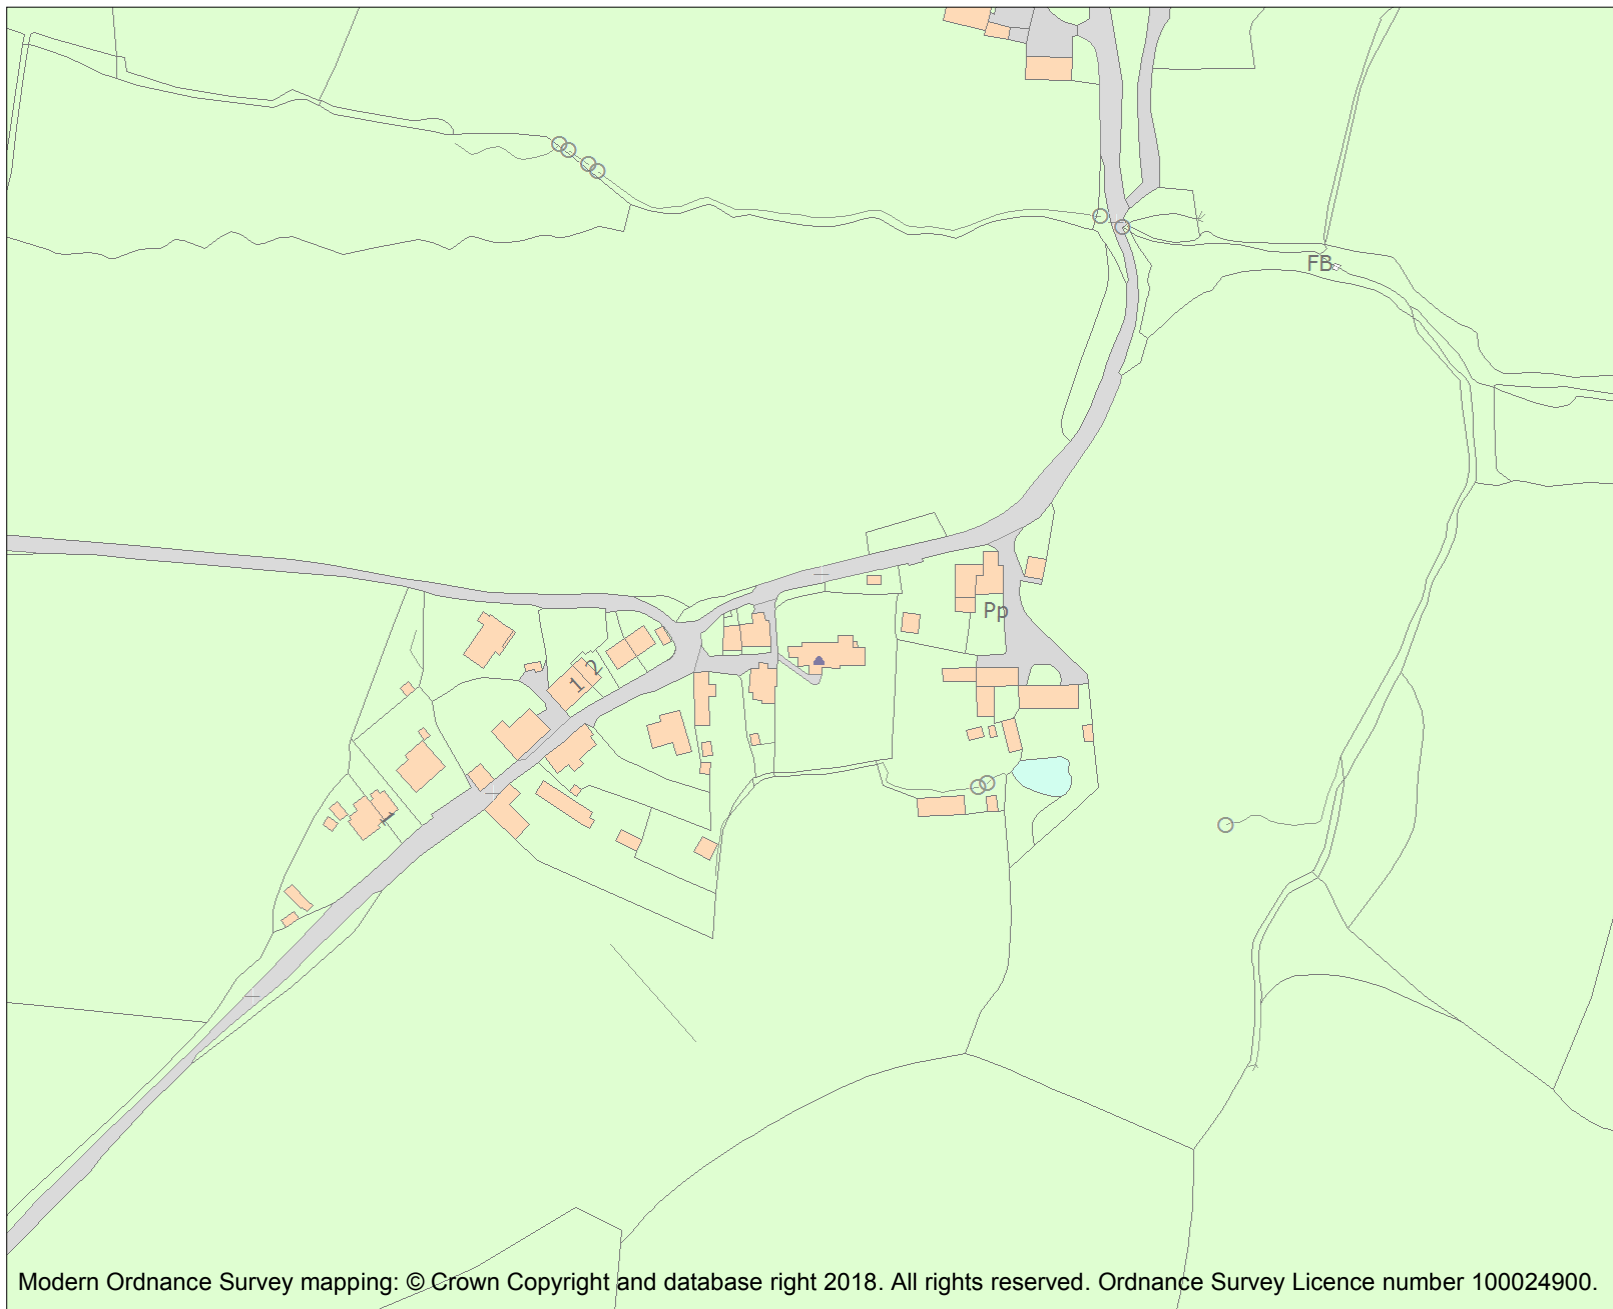 FB
Pp
1 2
1
Modern Ordnance Survey mapping: © Crown Copyright and database right 2018. All rights reserved. Ordnance Survey Licence number 100024900.